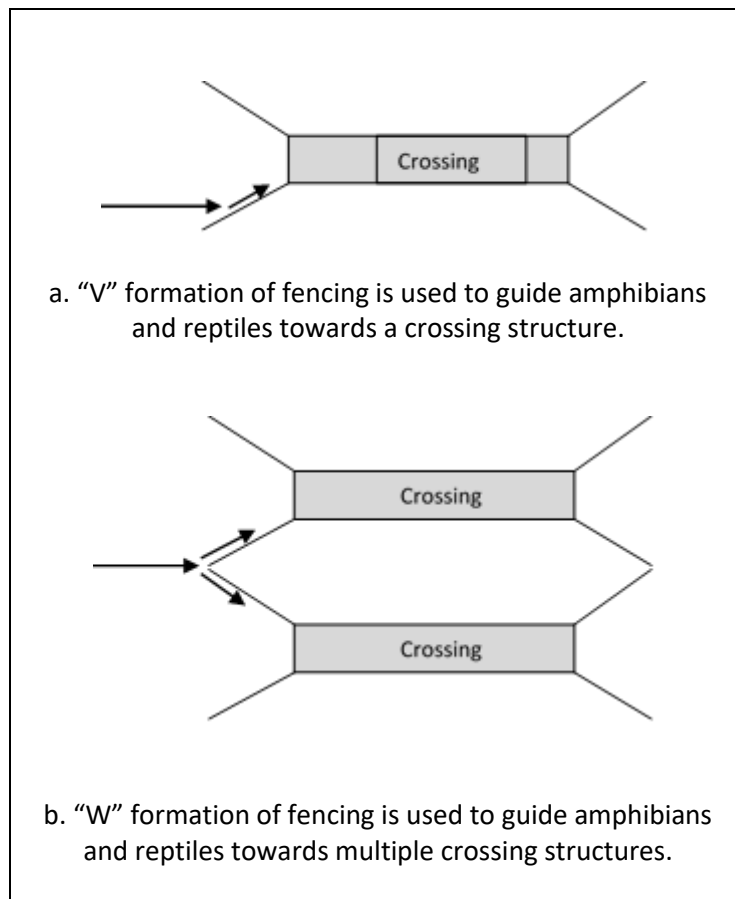 Crossing
a. “V” formation of fencing is used to guide amphibians
and reptiles towards a crossing structure.
Crossing
Crossing
b. “W” formation of fencing is used to guide amphibians
and reptiles towards multiple crossing structures.